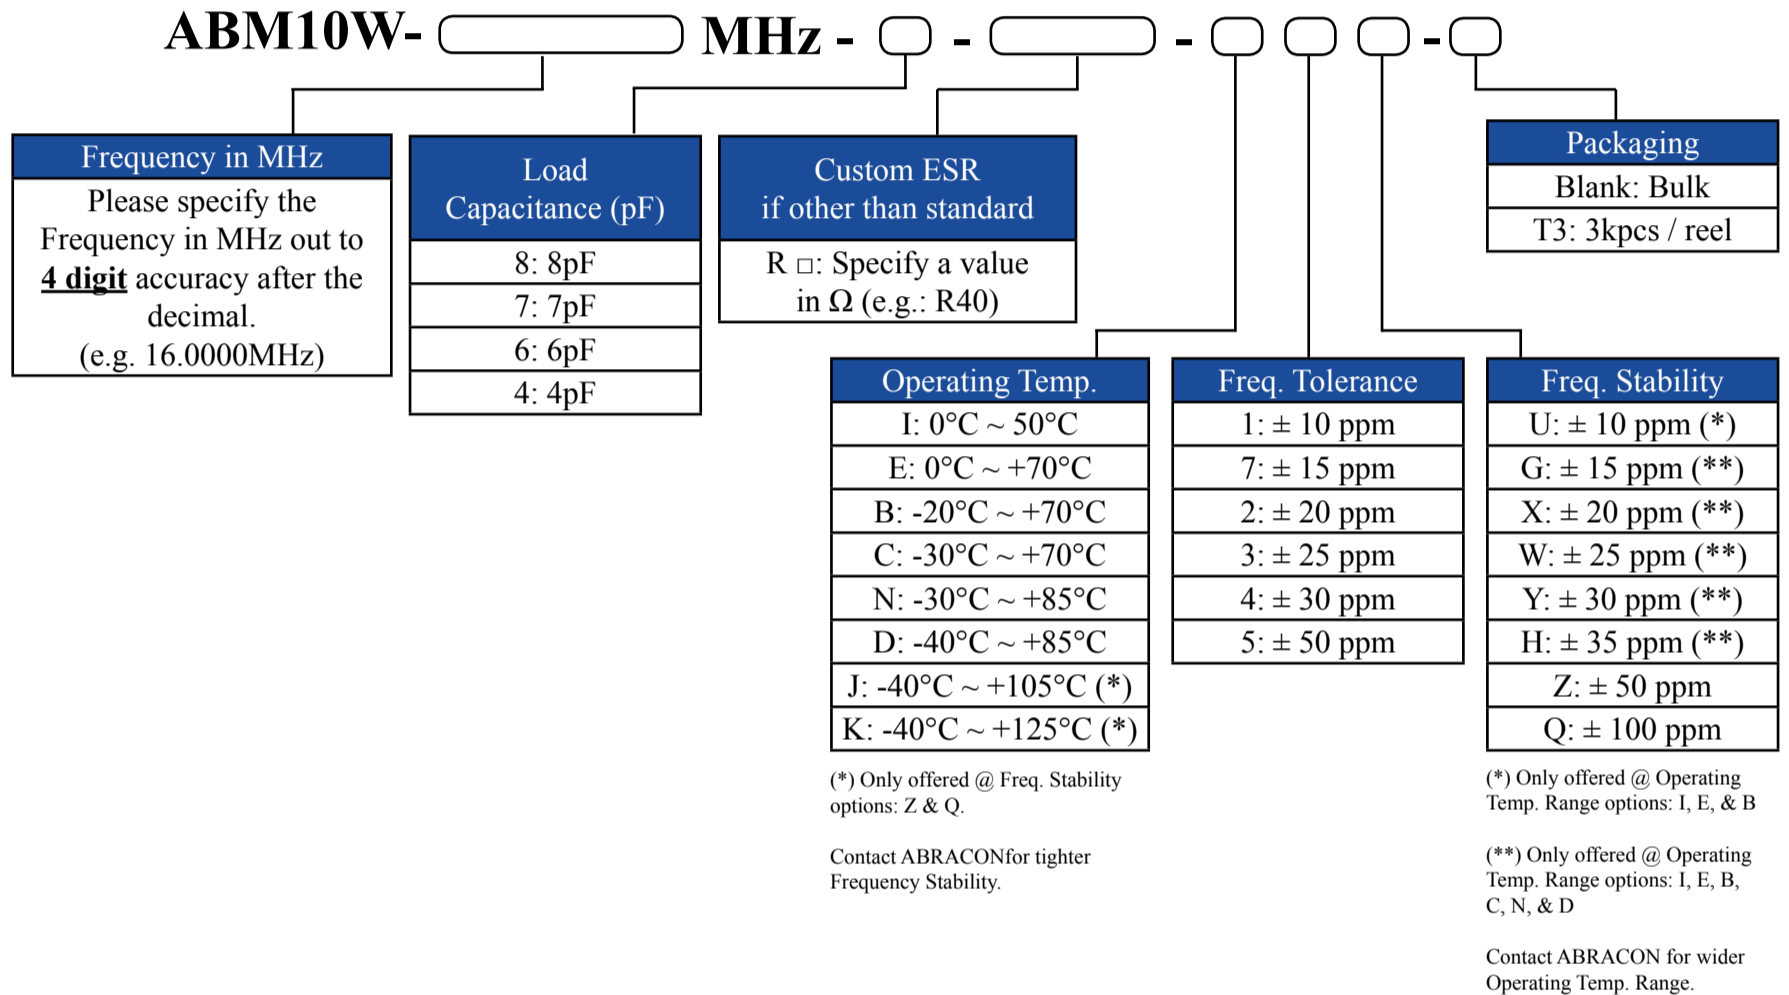 ABM10W- MHz - - - -
Frequency in MHz
Please specify the
Frequency in MHz out to
4 digit accuracy after the
decimal.
(e.g. 16.0000MHz)
Load
Capacitance (pF)
8: 8pF
7: 7pF
6: 6pF
4: 4pF
Custom ESR
if other than standard
R □: Specify a value
in Ω (e.g.: R40)
Packaging
Blank: Bulk
T3: 3kpcs / reel
Operating Temp.
I: 0°C ~ 50°C
E: 0°C ~ +70°C
B: -20°C ~ +70°C
C: -30°C ~ +70°C
N: -30°C ~ +85°C
D: -40°C ~ +85°C
J: -40°C ~ +105°C (*)
K: -40°C ~ +125°C (*)
(*) Only offered @ Freq. Stability
options: Z & Q.
Contact ABRACONfor tighter
Frequency Stability.
Freq. Tolerance
1: ± 10 ppm
7: ± 15 ppm
2: ± 20 ppm
3: ± 25 ppm
4: ± 30 ppm
5: ± 50 ppm
Freq. Stability
U: ± 10 ppm (*)
G: ± 15 ppm (**)
X: ± 20 ppm (**)
W: ± 25 ppm (**)
Y: ± 30 ppm (**)
H: ± 35 ppm (**)
Z: ± 50 ppm
Q: ± 100 ppm
(*) Only offered @ Operating
Temp. Range options: I, E, & B
(**) Only offered @ Operating
Temp. Range options: I, E, B,
C, N, & D
Contact ABRACON for wider
Operating Temp. Range.